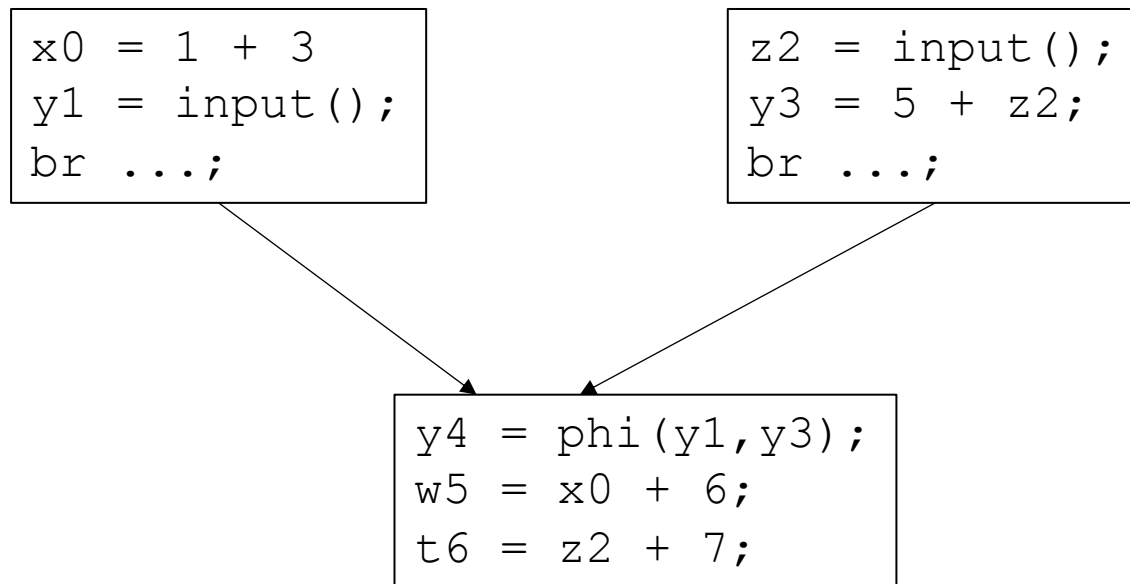 x0 = 1 + 3
y1 = input();
br ...;
z2 = input();
y3 = 5 + z2;
br ...;
y4 = phi(y1,y3);
w5 = x0 + 6;
t6 = z2 + 7;